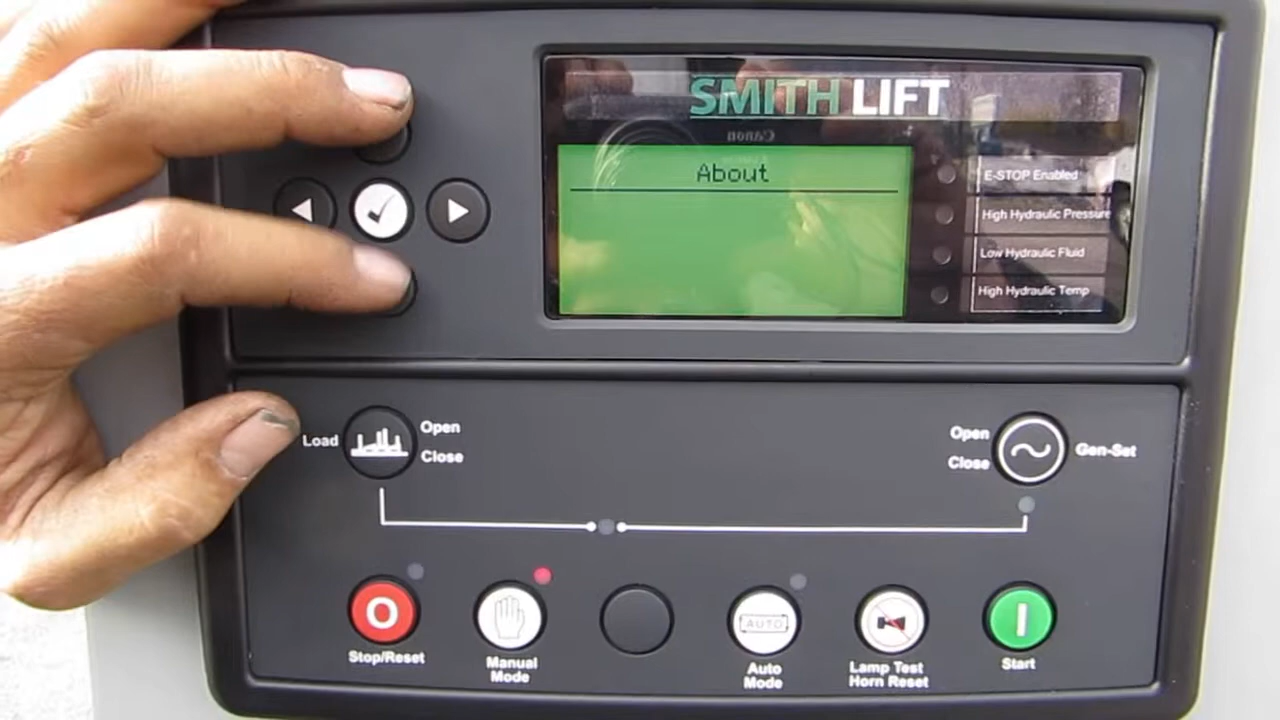 SMITH LIFT
Canon
About
E-STOP Enabled
High Hydraulic Pressure
Low Hydraulic Fluid
High Hydraulic Temp
Load
Open
Close
Open
Close
Gen-Set
O
AUTO
I
Stop/Reset
Manual
Mode
Auto
Mode
Lamp Test
Horn Reset
Start